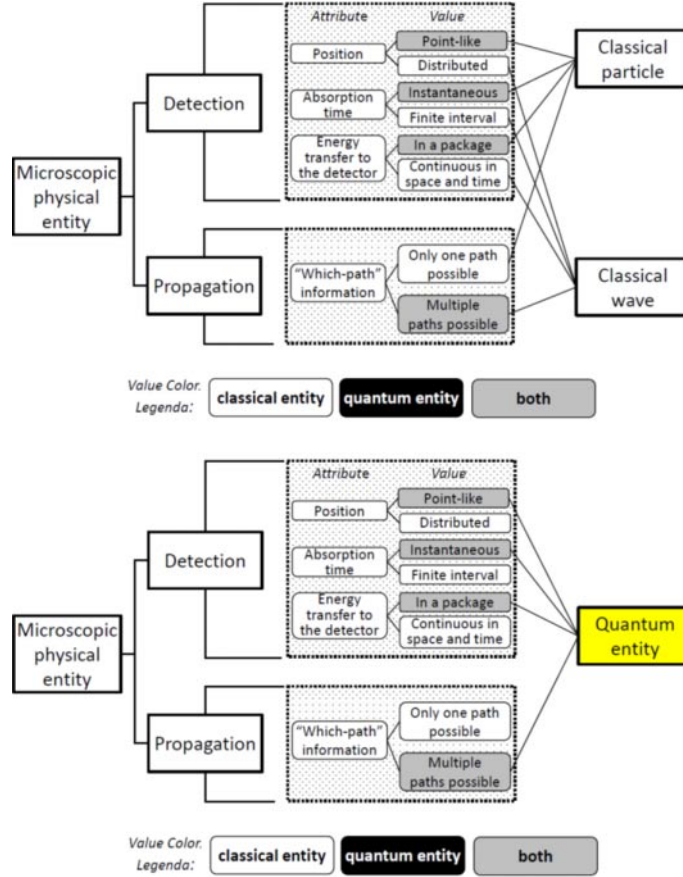 Attribute Value
Point-like
Position
Distributed
Classical
particle
Detection
Absorption
time
Instantaneous
Finite interval
Energy
transfer to
the detector
In a package
Continuous in
space and time
Microscopic
physical
entity
Propagation
“Which-path”
information
Only one path
possible
Multiple
paths possible
Classical
wave
Value Color.
Legenda:
classical entity
quantum entity
both
Attribute Value
Point-like
Position
Distributed
Detection
Absorption
time
Instantaneous
Finite interval
Energy
transfer to
the detector
In a package
Continuous in
space and time
Microscopic
physical
entity
Quantum
entity
Propagation
“Which-path”
information
Only one path
possible
Multiple
paths possible
Value Color.
Legenda:
classical entity
quantum entity
both